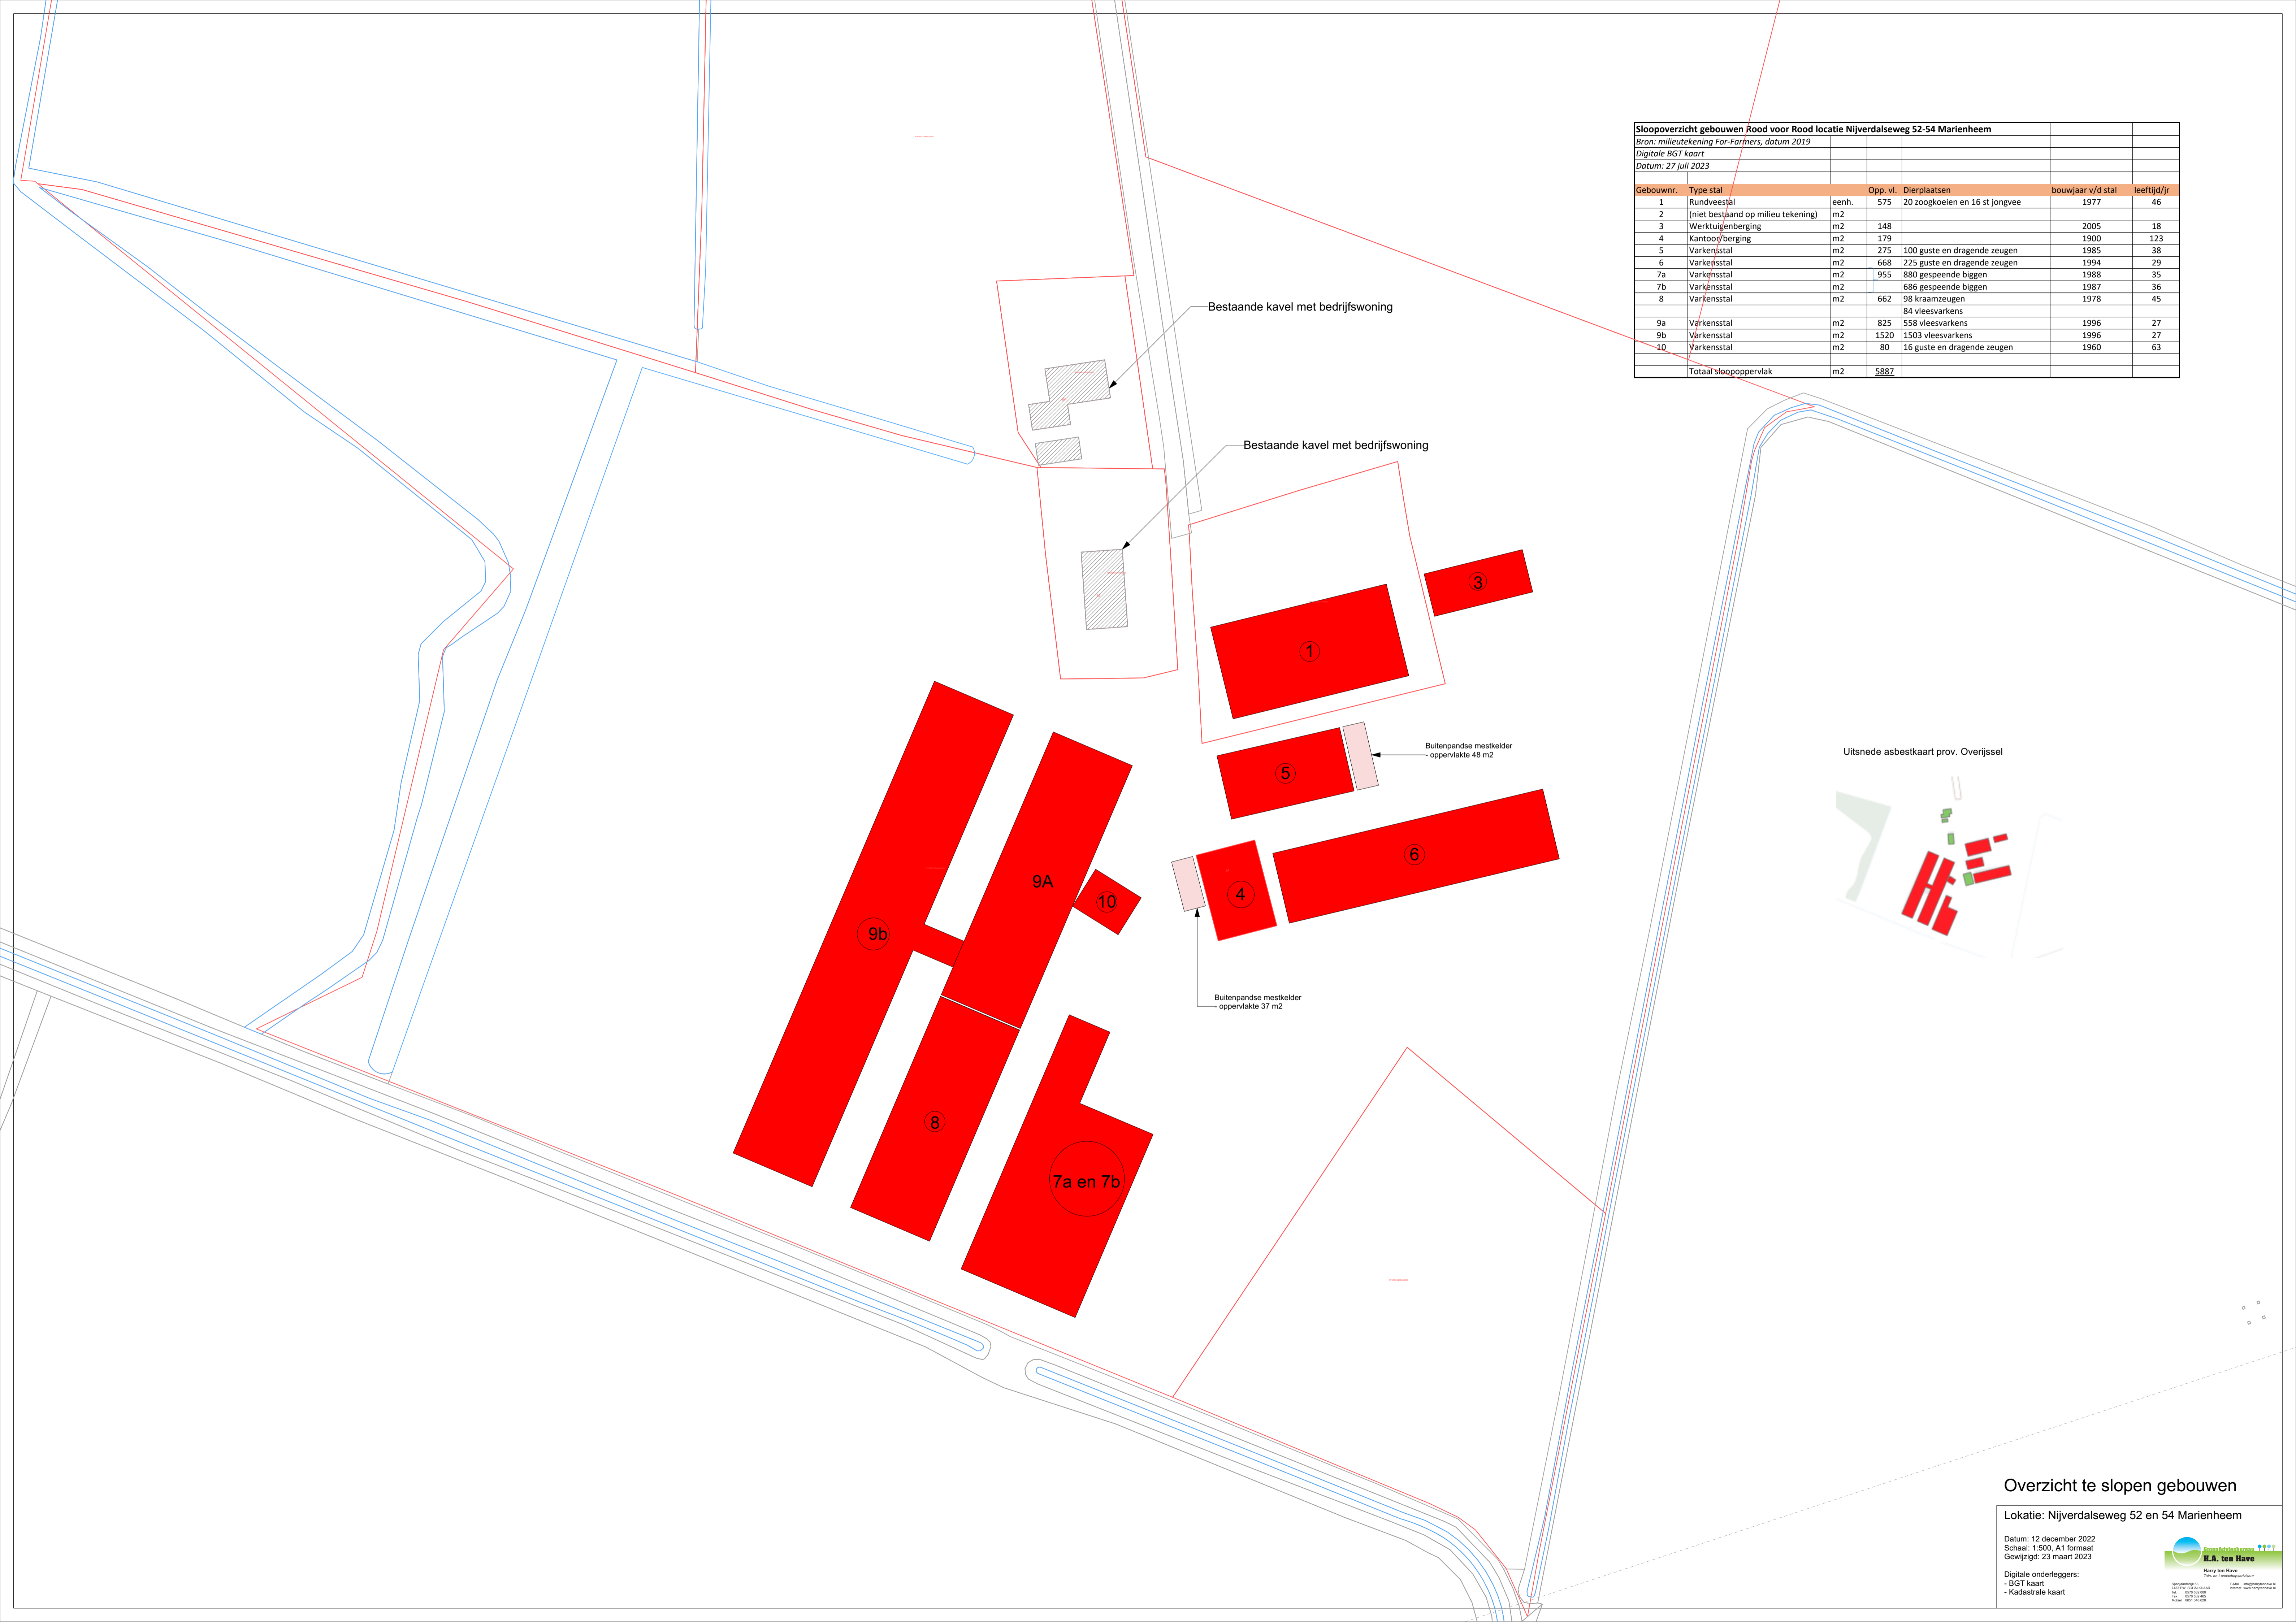 Sloopoverzicht gebouwen Rood voor Rood locatie Nijverdalseweg 52-54 Marienheem
Bron: milieutekening For-Farmers, datum 2019
Digitale BGT kaart
Datum: 27 juli 2023
Gebouwnr. Type stal Opp. vl. Dierplaatsen bouwjaar v/d stal leeftijd/jr
1 Rundveestal eenh. 575 20 zoogkoeien en 16 st jongvee 1977 46
2 (niet bestaand op milieu tekening) m2
3 Werktuigenberging m2 148 2005 18
4 Kantoor/berging m2 179 1900 123
5 Varkensstal m2 275 100 guste en dragende zeugen 1985 38
6 Varkensstal m2 668 225 guste en dragende zeugen 1994 29
7a Varkensstal m2 955 880 gespeende biggen 1988 35
7b Varkensstal m2 686 gespeende biggen 1987 36
8 Varkensstal m2 662 98 kraamzeugen 1978 45
84 vleesvarkens
9a Varkensstal m2 825 558 vleesvarkens 1996 27
9b Varkensstal m2 1520 1503 vleesvarkens 1996 27
10 Varkensstal m2 80 16 guste en dragende zeugen 1960 63
Totaal sloopoppervlak m2 5887
Bestaande kavel met bedrijfswoning
Bestaande kavel met bedrijfswoning
3
1
Buitenpandse mestkelder
- oppervlakte 48 m2
5
6
4
9A
10
9b
Buitenpandse mestkelder
- oppervlakte 37 m2
8
7a en 7b
Uitsnede asbestkaart prov. Overijssel
Overzicht te slopen gebouwen
Lokatie: Nijverdalseweg 52 en 54 Marienheem
Datum: 12 december 2022
Schaal: 1:500, A1 formaat
Gewijzigd: 23 maart 2023
Digitale onderleggers:
- BGT kaart
- Kadastrale kaart
H.A. ten Have
Harry ten Have
Tuin- en Landschapsadviseur